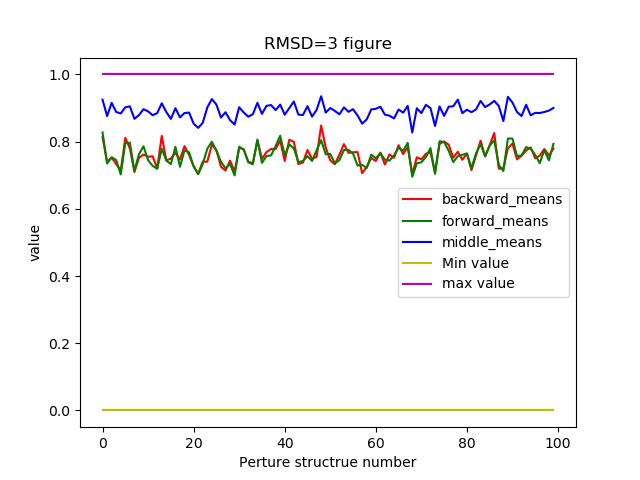 RMSD=3 figure
1.0
0.8
0.6
0.4
0.2
0.0
value
backward_means
forward_means
middle_means
Min value
max value
0 20 40 60 80 100
Perture structrue number